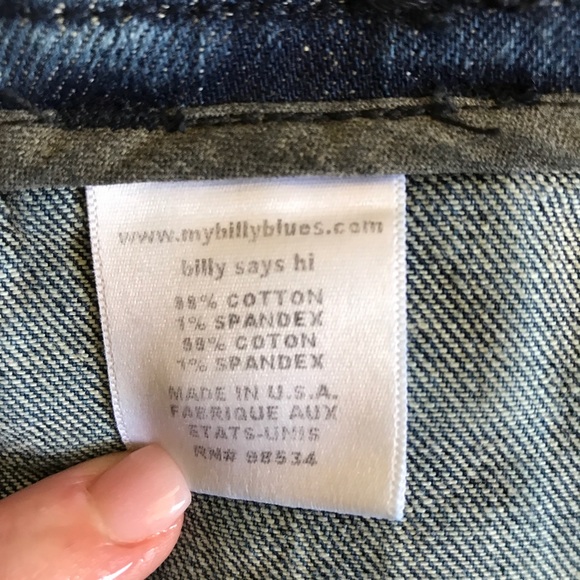 www.mybillyblues.com
billy says hi
99% COTTON
1% SPANDEX
99% COTON
1% SPANDEX
MADE IN U.S.A.
FABRIQUE AUX
ETATS-UNIS
RN# 98534